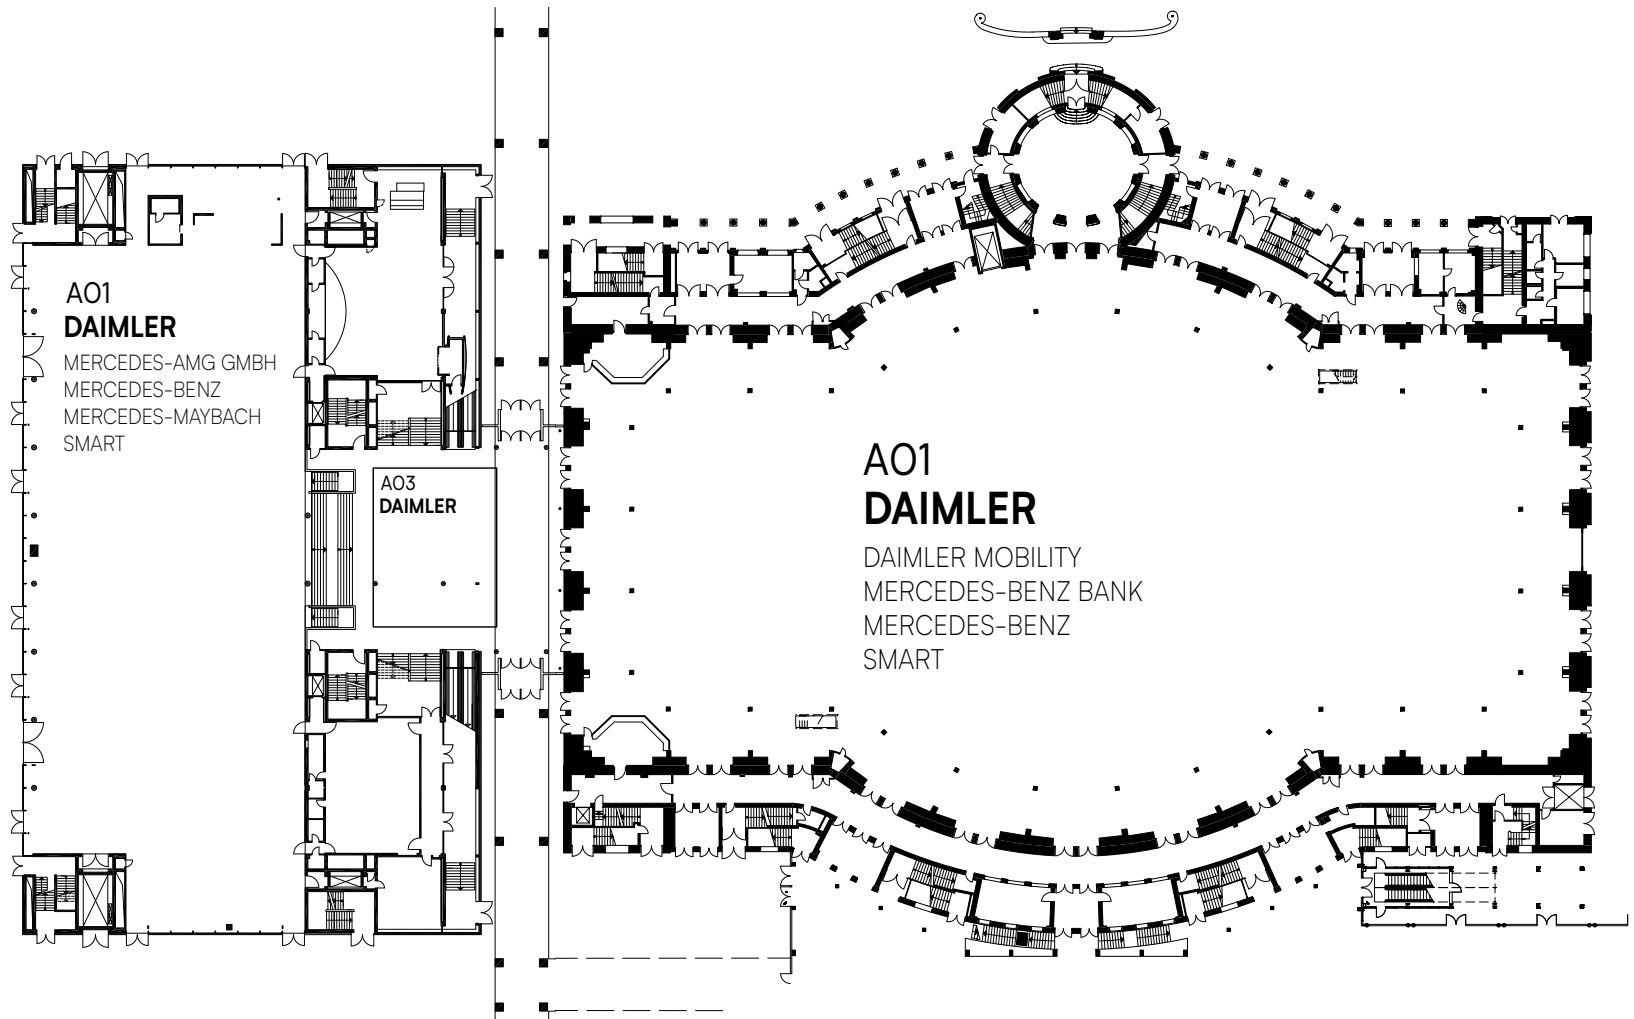 A01
DAIMLER
MERCEDES-AMG GMBH
MERCEDES-BENZ
MERCEDES-MAYBACH
SMART
A03
DAIMLER
A01
DAIMLER
DAIMLER MOBILITY
MERCEDES-BENZ BANK
MERCEDES-BENZ
SMART